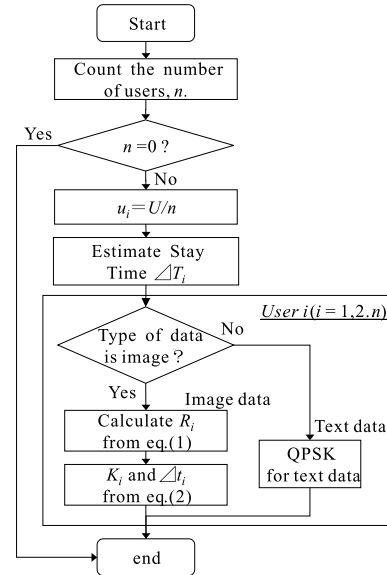 Start
Count the number
of users, n.
Yes
n=0 ?
No
uᵢ=U/n
Estimate Stay
Time ⊿Tᵢ
User i(i = 1,2.n)
Type of data
is image ?
No
Yes
Image data
Text data
Calculate Rᵢ
from eq.(1)
QPSK
for text data
Kᵢ and ⊿tᵢ
from eq.(2)
end